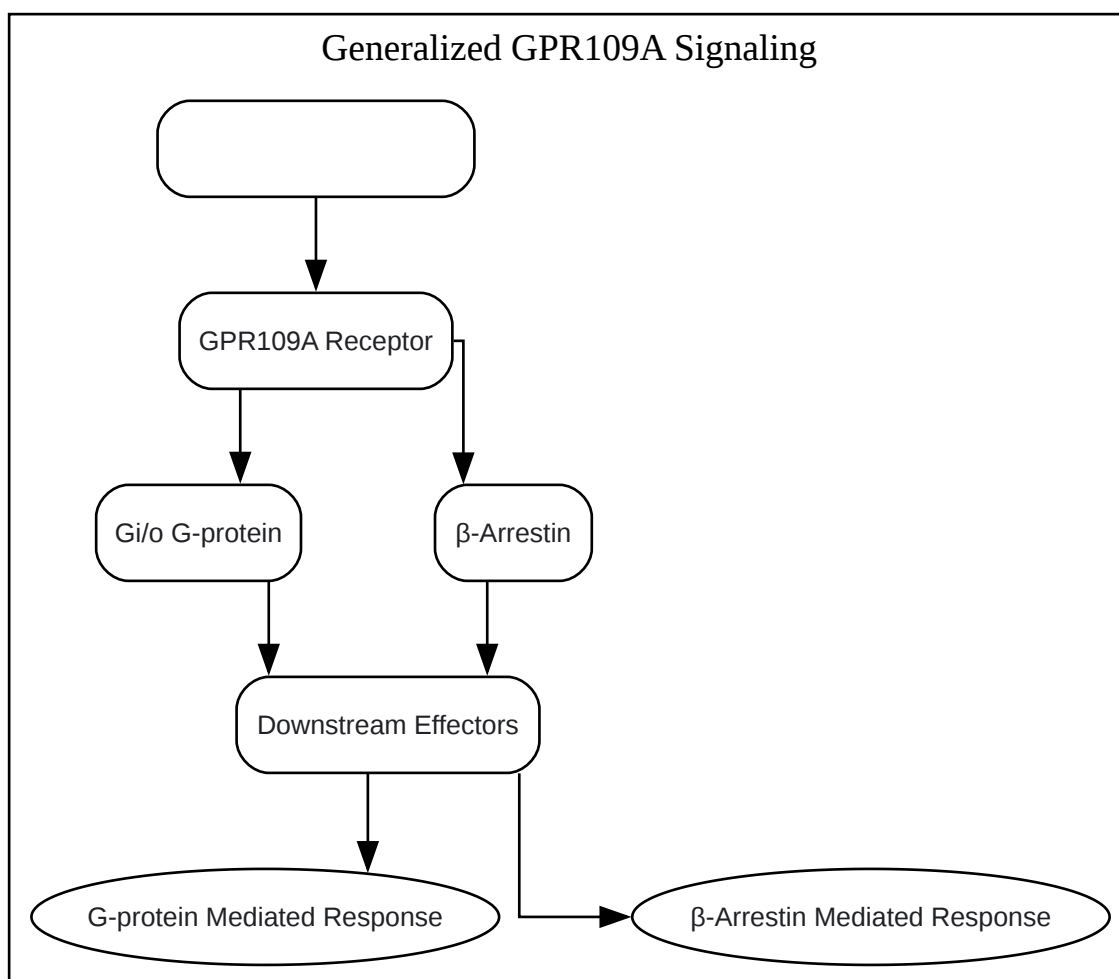 Generalized GPR109A Signaling
GPR109A Receptor
Gi/o G-protein
β-Arrestin
Downstream Effectors
G-protein Mediated Response
β-Arrestin Mediated Response